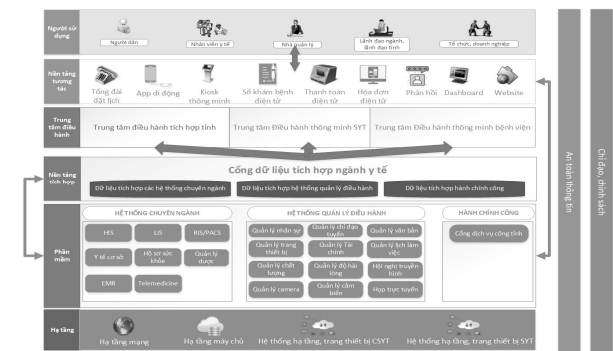 Người sử
dụng
Người dân
Nhân viên y tế
Nhà quản lý
Lãnh đạo ngành,
lãnh đạo tỉnh
Tổ chức, doanh nghiệp
Nền tảng
tương
tác
Tổng đài
đặt lịch
App di động
Kiosk
thông minh
Sổ khám bệnh
điện tử
Thanh toán
điện tử
Hóa đơn
điện tử
Phản hồi
Dashboard
Website
Trung
tâm điều
hành
Trung tâm điều hành tích hợp tỉnh
Trung tâm Điều hành thông minh SYT
Trung tâm Điều hành thông minh bệnh viện
Nền tảng
tích hợp
Cổng dữ liệu tích hợp ngành y tế
Dữ liệu tích hợp các hệ thống chuyên ngành
Dữ liệu tích hợp hệ thống quản lý điều hành
Dữ liệu tích hợp hành chính công
Phần
mềm
HỆ THỐNG CHUYÊN NGÀNH
HIS
LIS
RIS/PACS
Y tế cơ sở
Hồ sơ sức
khỏe
Quản lý
dược
EMR
Telemedicine
HỆ THỐNG QUẢN LÝ ĐIỀU HÀNH
Quản lý nhân sự
Quản lý chỉ đạo
tuyến
Quản lý văn bản
Quản lý trang
thiết bị
Quản lý Tài
chính
Quản lý lịch làm
việc
Quản lý chất
lượng
Quản lý độ hài
lòng
Hội nghị truyền
hình
Quản lý camera
Quản lý cảm
biến
Họp trực tuyến
HÀNH CHÍNH CÔNG
Cổng dịch vụ công tỉnh
Hạ tầng
Hạ tầng mạng
Hạ tầng máy chủ
Hệ thống hạ tầng, trang thiết bị CSYT
Hệ thống hạ tầng, trang thiết bị SYT
An toàn thông tin
Chỉ đạo, chính sách